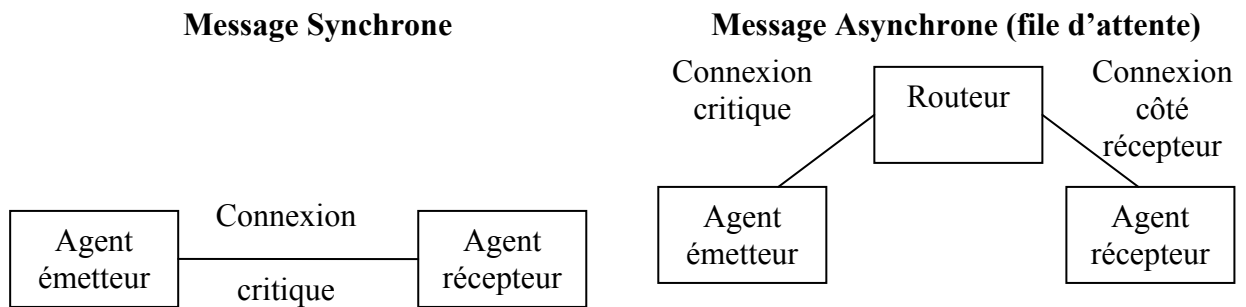 Message Synchrone
Connexion
critique
Agent
émetteur
Agent
récepteur
Message Asynchrone (file d’attente)
Connexion
critique
Routeur
Connexion
côté
récepteur
Agent
émetteur
Agent
récepteur